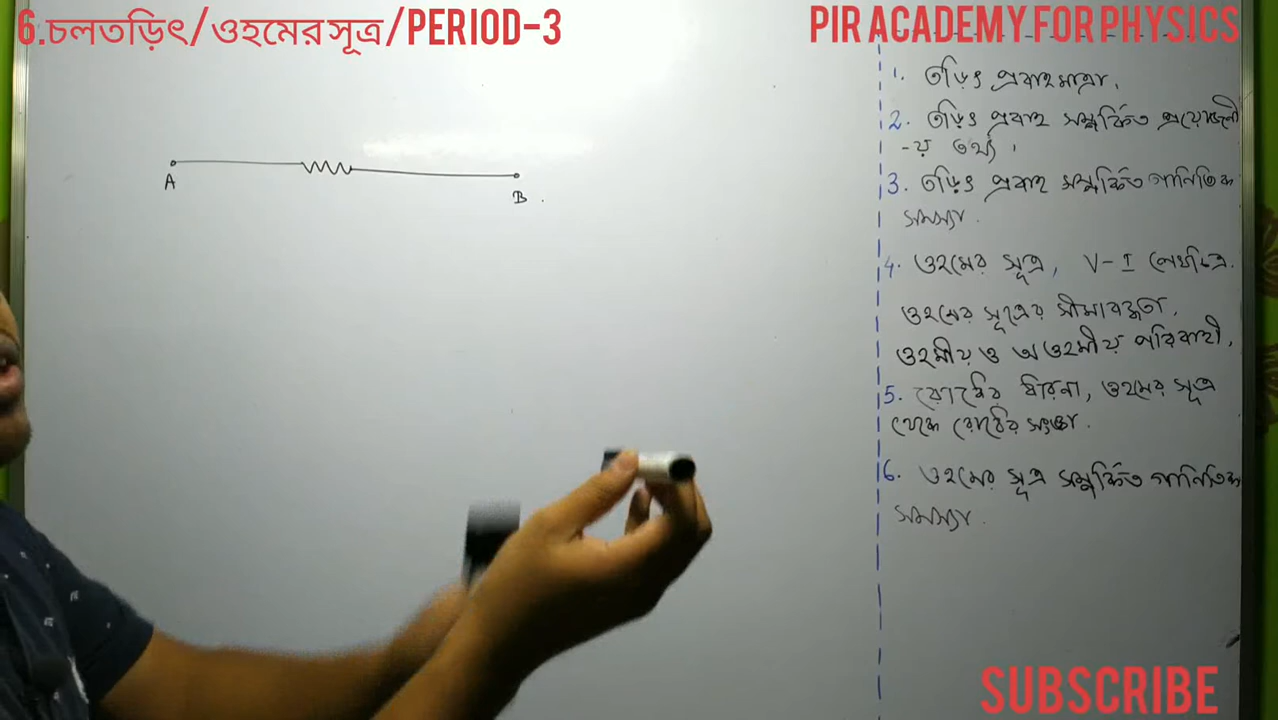 6.চলতড়িৎ/ওহমের সূত্র/PERIOD-3
PIR ACADEMY FOR PHYSICS
A
B
1. তড়িৎ প্রবাহমাত্রা,
2. তড়িৎ প্রবাহ সম্পর্কিত প্রয়োজনী
-য় তথ্য ।
3. তড়িৎ প্রবাহ সম্পর্কিত গানিতিক
সমস্যা.
4. ওহমের সূত্র, V-I লেখচিত্র.
ওহমের সূত্রের সীমাবদ্ধতা,
ওহমীয় ও অওহমীয় পরিবাহী,
5. রোধের ধারনা, ওহমের সূত্র
থেকে রোধের সংজ্ঞা.
6. ওহমের সূত্র সম্পর্কিত গানিতিক
সমস্যা.
SUBSCRIBE